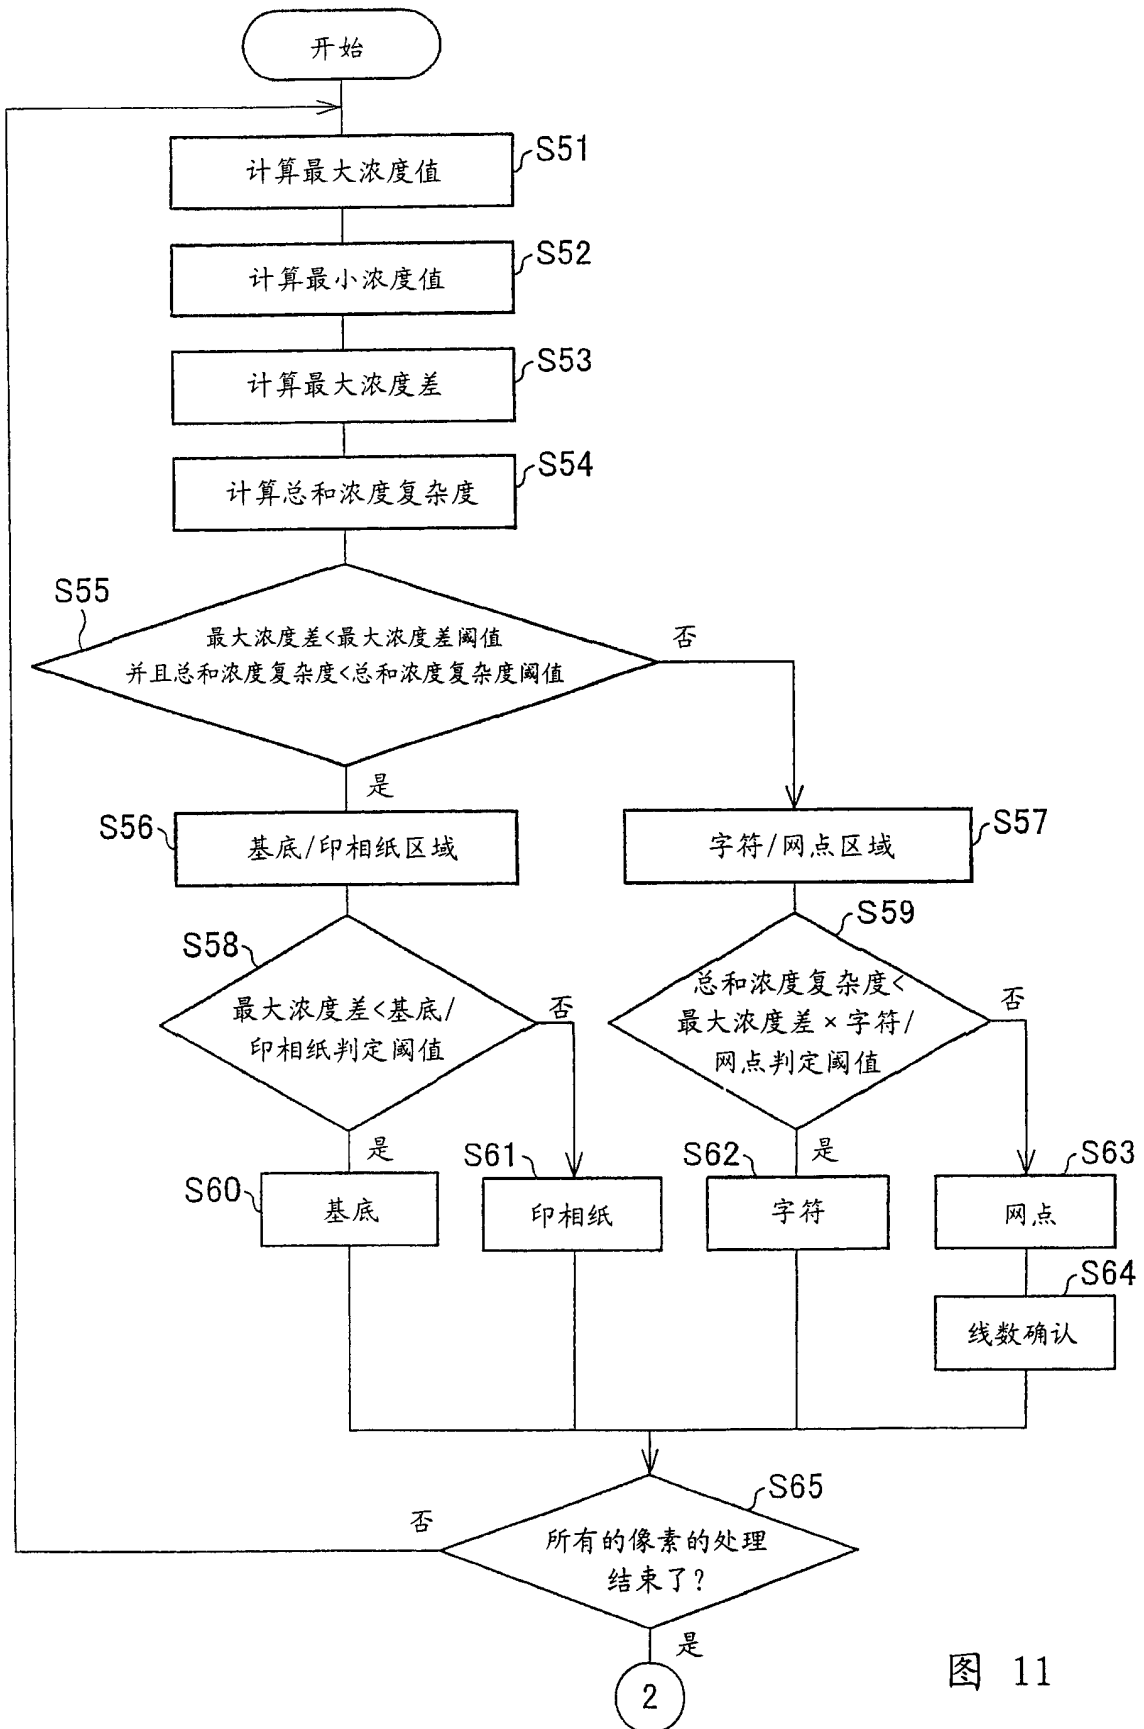 开始
S51
计算最大浓度值
S52
计算最小浓度值
S53
计算最大浓度差
S54
计算总和浓度复杂度
S55
最大浓度差<最大浓度差阈值
并且总和浓度复杂度<总和浓度复杂度阈值
否
是
S56
基底/印相纸区域
S57
字符/网点区域
S58
最大浓度差<基底/
印相纸判定阈值
否
是
S59
总和浓度复杂度<
最大浓度差×字符/
网点判定阈值
否
是
S60
基底
S61
印相纸
S62
字符
S63
网点
S64
线数确认
S65
所有的像素的处理
结束了?
否
是
2
图 11